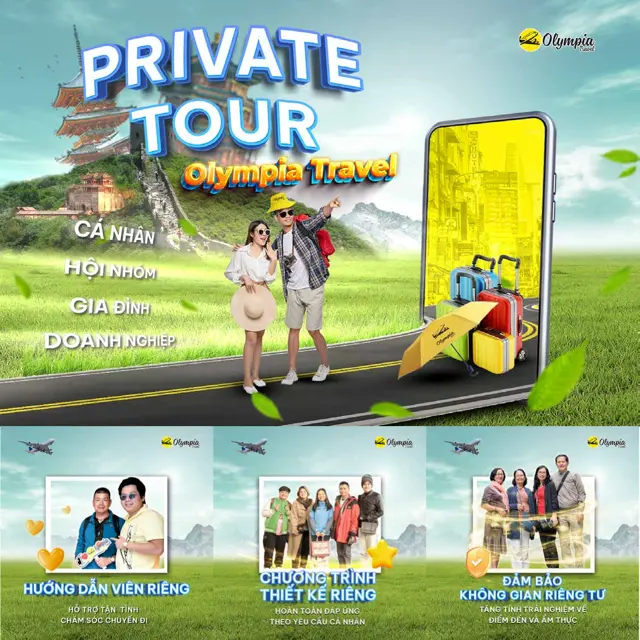 PRIVATE
TOUR
Olympia Travel
Olympia
Travel
CÁ NHÂN
HỘI NHÓM
GIA ĐÌNH
DOANH NGHIỆP
Olympia
Olympia
HƯỚNG DẪN VIÊN RIÊNG
HỖ TRỢ TẬN TÌNH
CHĂM SÓC CHUYẾN ĐI
Olympia
CHƯƠNG TRÌNH
THIẾT KẾ RIÊNG
HOÀN TOÀN ĐÁP ỨNG
THEO YÊU CẦU CÁ NHÂN
Olympia
ĐẢM BẢO
KHÔNG GIAN RIÊNG TƯ
TĂNG TÍNH TRẢI NGHIỆM VỀ
ĐIỂM ĐẾN VÀ ẨM THỰC